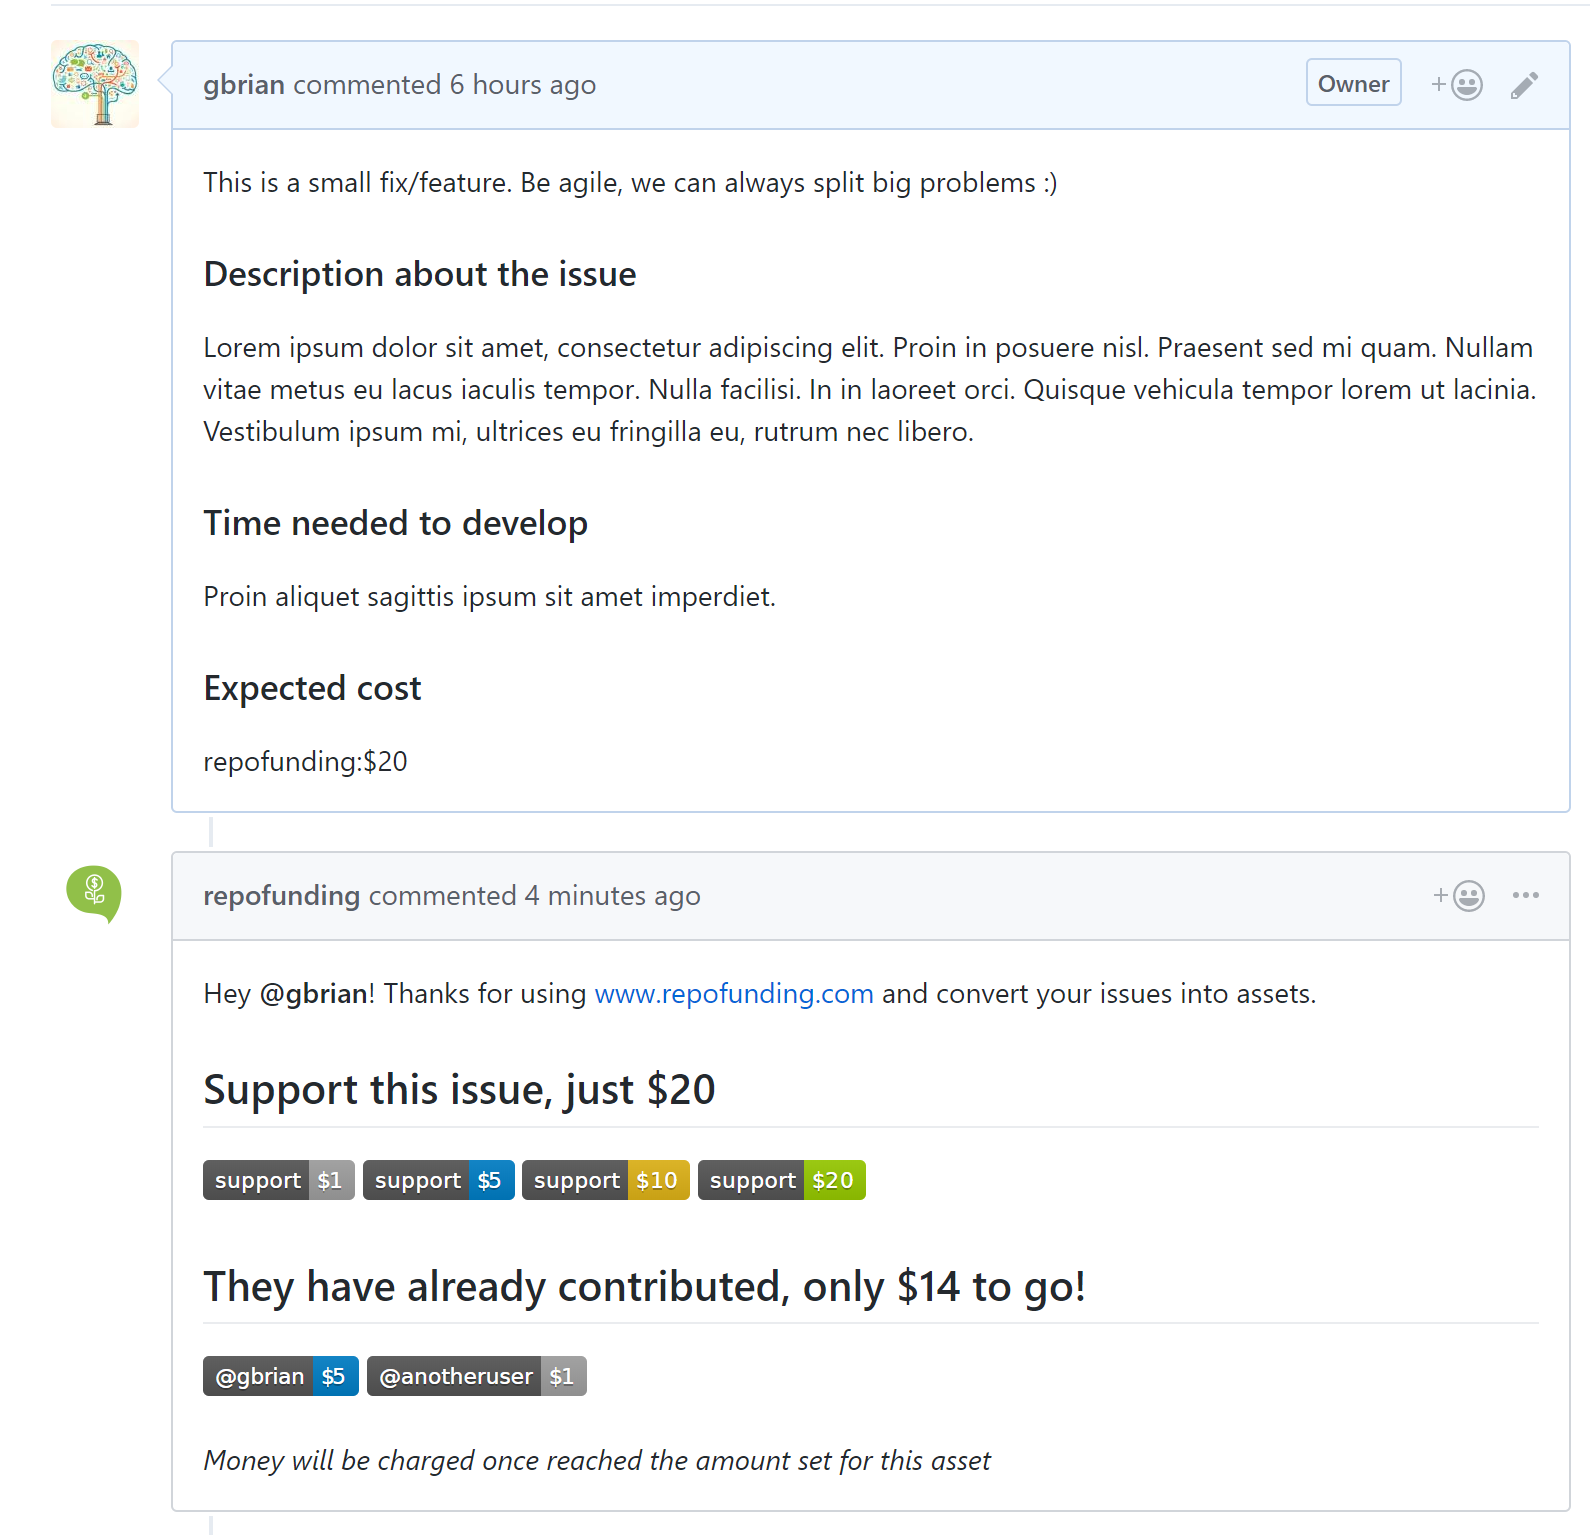 gbrian commented 6 hours ago
Owner
This is a small fix/feature. Be agile, we can always split big problems :)
Description about the issue
Lorem ipsum dolor sit amet, consectetur adipiscing elit. Proin in posuere nisl. Praesent sed mi quam. Nullam
vitae metus eu lacus iaculis tempor. Nulla facilisi. In in laoreet orci. Quisque vehicula tempor lorem ut lacinia.
Vestibulum ipsum mi, ultrices eu fringilla eu, rutrum nec libero.
Time needed to develop
Proin aliquet sagittis ipsum sit amet imperdiet.
Expected cost
repofunding:$20
repofunding commented 4 minutes ago
Hey @gbrian! Thanks for using www.repofunding.com and convert your issues into assets.
Support this issue, just $20
support $1 support $5 support $10 support $20
They have already contributed, only $14 to go!
@gbrian $5 @anotheruser $1
Money will be charged once reached the amount set for this asset